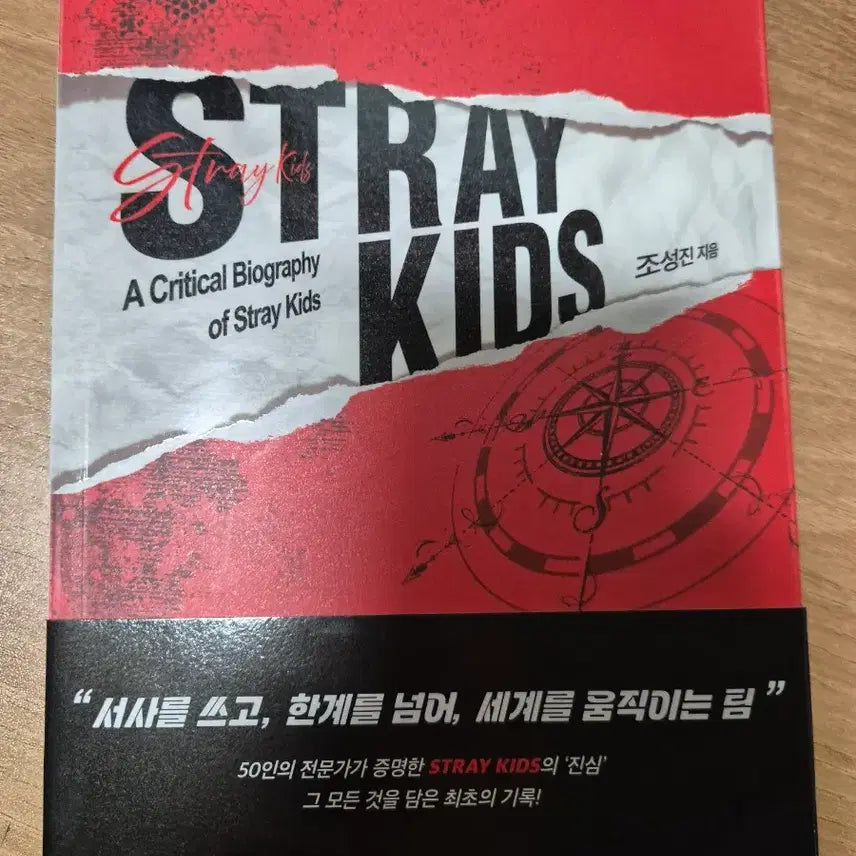 STRAY
Stray Kids
KIDS
A Critical Biography
of Stray Kids
조성진 지음
“서사를 쓰고, 한계를 넘어, 세계를 움직이는 팀”
50인의 전문가가 증명한 STRAY KIDS의 ‘진심’
그 모든 것을 담은 최초의 기록!